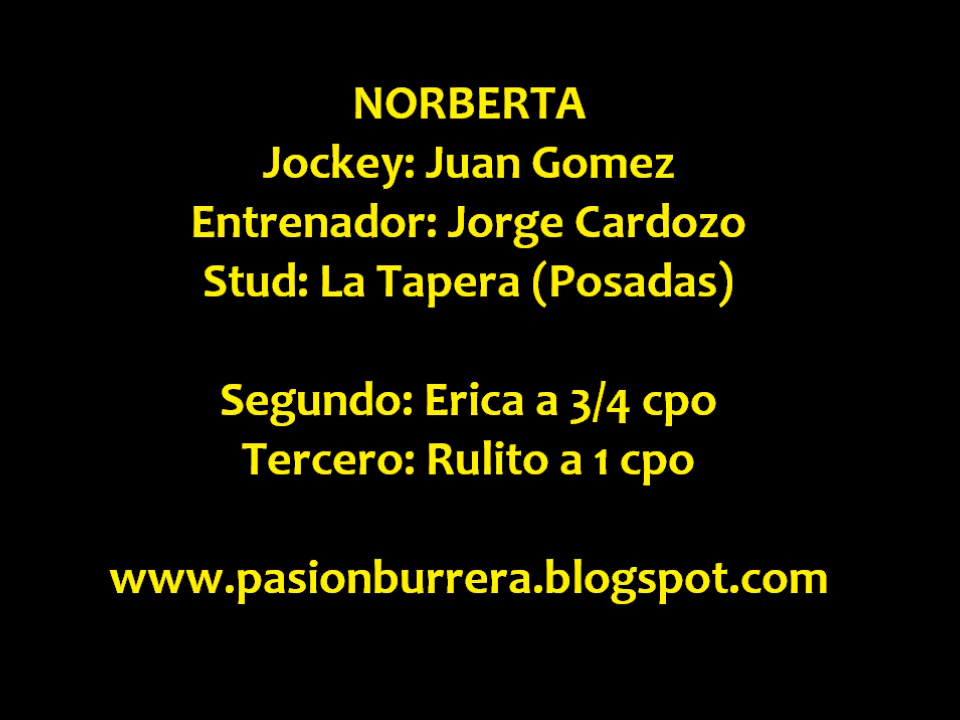 NORBERTA
Jockey: Juan Gomez
Entrenador: Jorge Cardozo
Stud: La Tapera (Posadas)
Segundo: Erica a 3/4 cpo
Tercero: Rulito a 1 cpo
www.pasionburrera.blogspot.com